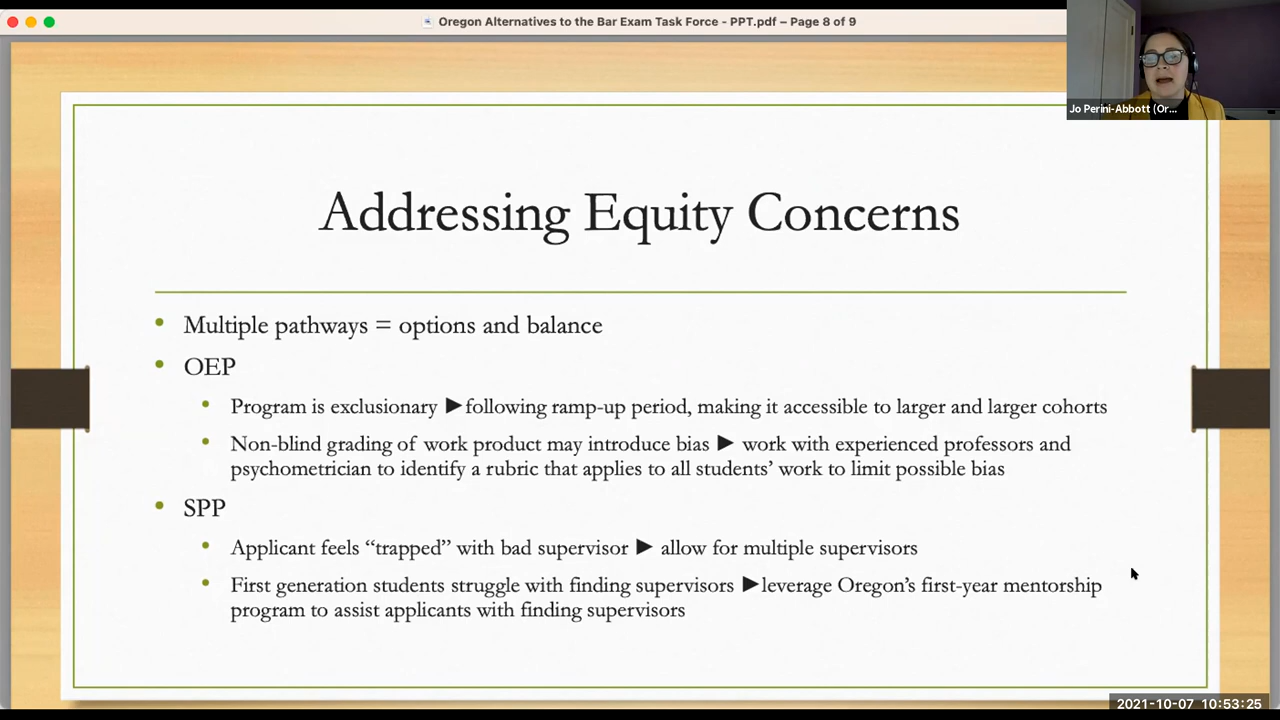 Oregon Alternatives to the Bar Exam Task Force - PPT.pdf – Page 8 of 9
Jo Perini-Abbott (Or...
Addressing Equity Concerns
• Multiple pathways = options and balance
• OEP
• Program is exclusionary ►following ramp-up period, making it accessible to larger and larger cohorts
• Non-blind grading of work product may introduce bias ► work with experienced professors and
psychometrician to identify a rubric that applies to all students’ work to limit possible bias
• SPP
• Applicant feels “trapped” with bad supervisor ► allow for multiple supervisors
• First generation students struggle with finding supervisors ►leverage Oregon’s first-year mentorship
program to assist applicants with finding supervisors
2021-10-07 10:53:25